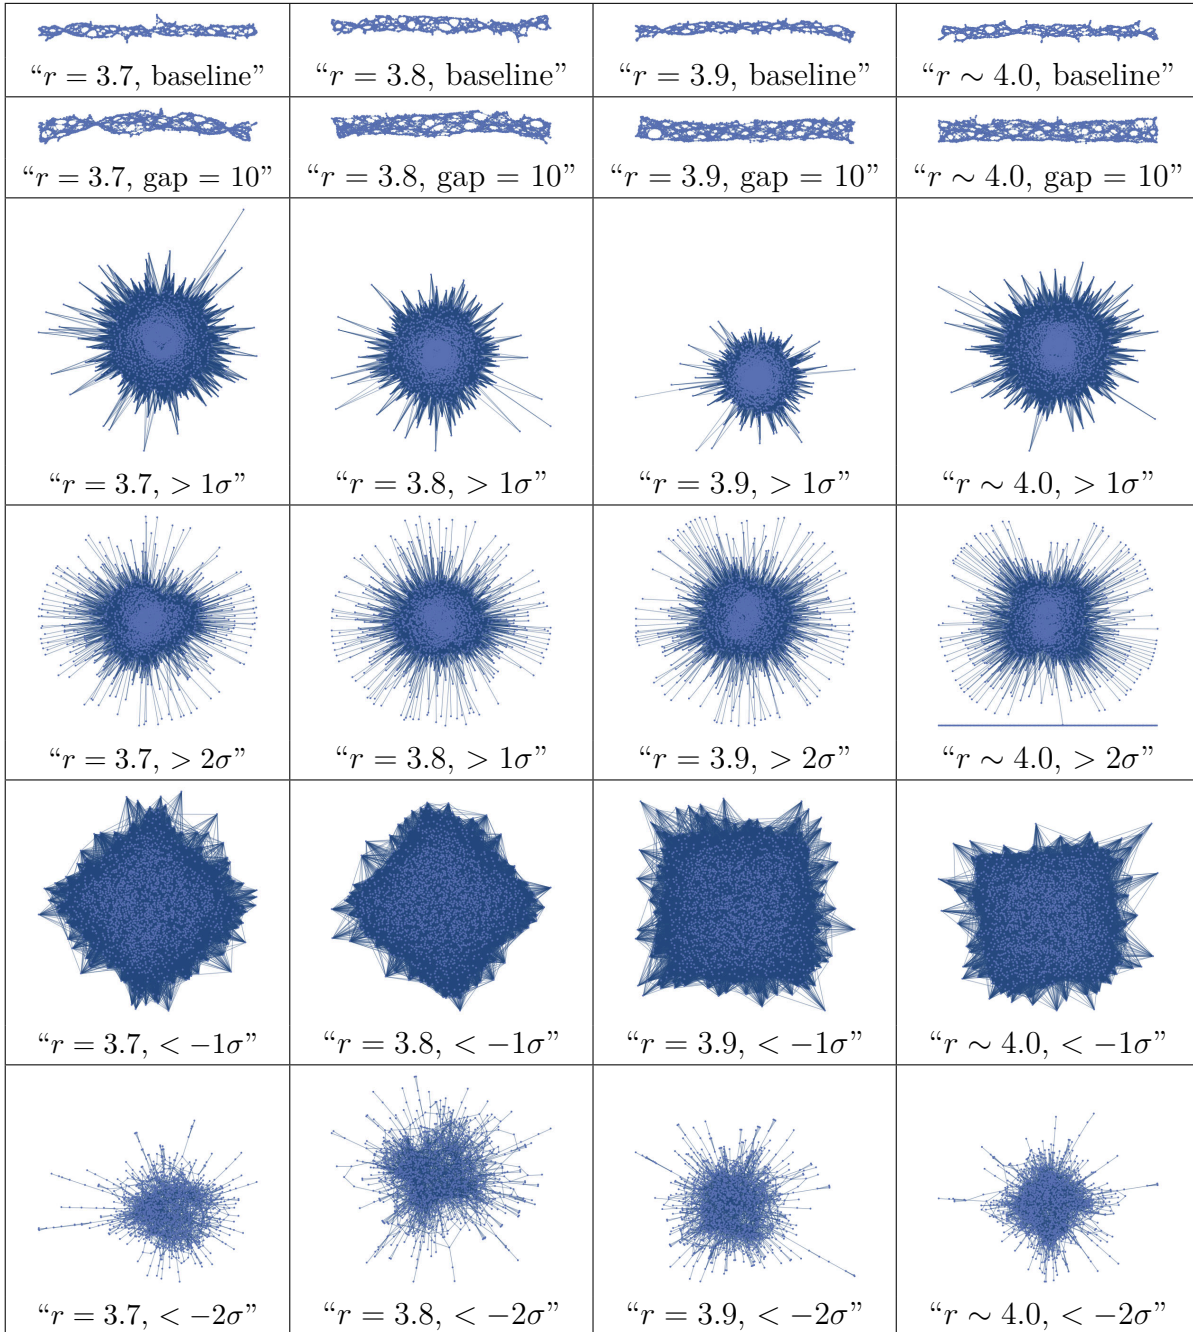 “r = 3.7, baseline” “r = 3.8, baseline” “r = 3.9, baseline” “r ∼ 4.0, baseline”
“r = 3.7, gap = 10” “r = 3.8, gap = 10” “r = 3.9, gap = 10” “r ∼ 4.0, gap = 10”
“r = 3.7, > 1σ” “r = 3.8, > 1σ” “r = 3.9, > 1σ” “r ∼ 4.0, > 1σ”
“r = 3.7, > 2σ” “r = 3.8, > 1σ” “r = 3.9, > 2σ” “r ∼ 4.0, > 2σ”
“r = 3.7, < −1σ” “r = 3.8, < −1σ” “r = 3.9, < −1σ” “r ∼ 4.0, < −1σ”
“r = 3.7, < −2σ” “r = 3.8, < −2σ” “r = 3.9, < −2σ” “r ∼ 4.0, < −2σ”